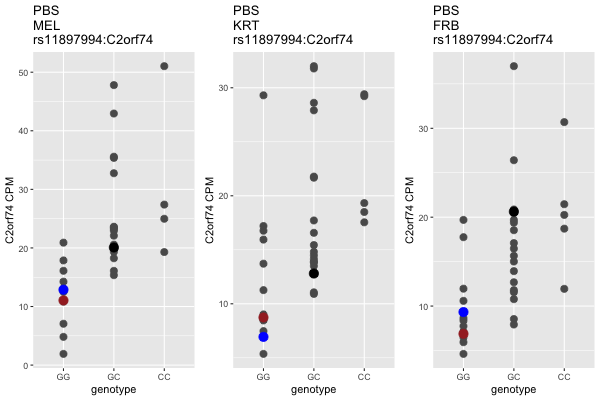 PBS
MEL
rs11897994:C2orf74
C2orf74 CPM
50
40
30
20
10
0
GG GC CC
genotype
PBS
KRT
rs11897994:C2orf74
C2orf74 CPM
30
20
10
GG GC CC
genotype
PBS
FRB
rs11897994:C2orf74
C2orf74 CPM
30
20
10
GG GC CC
genotype